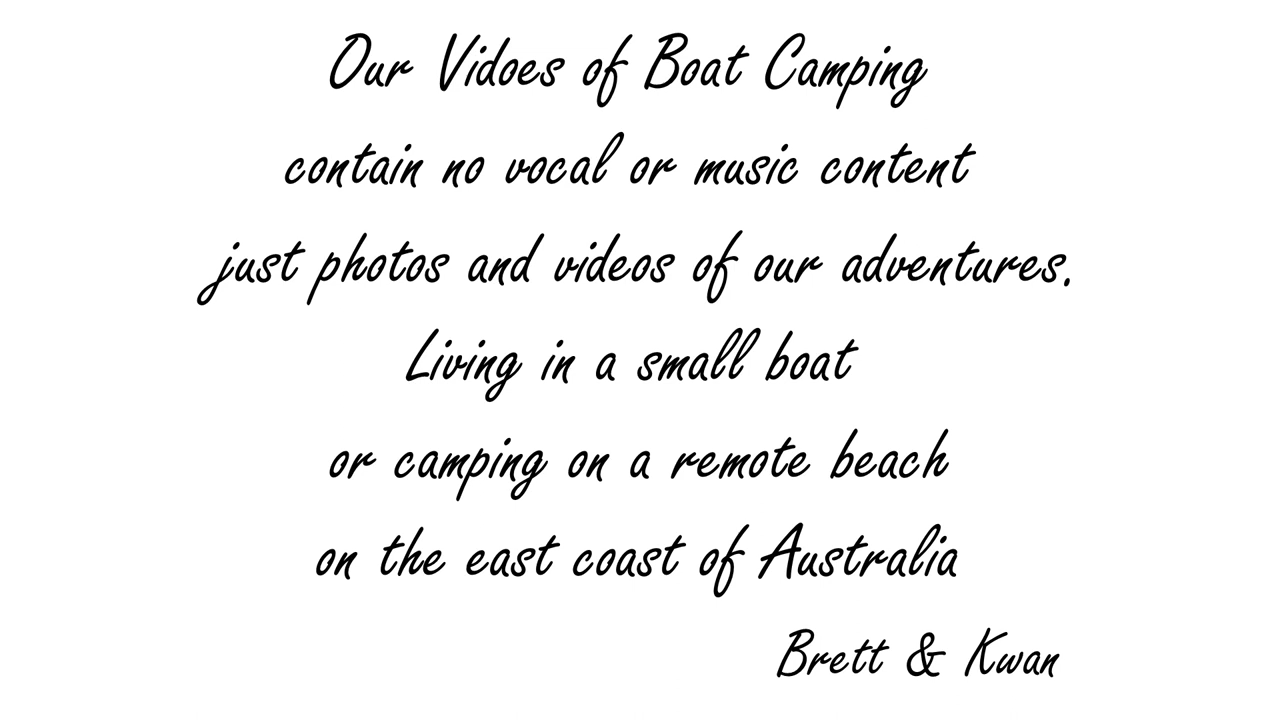 Our Vidoes of Boat Camping
contain no vocal or music content
just photos and videos of our adventures.
Living in a small boat
or camping on a remote beach
on the east coast of Australia
Brett & Kwan